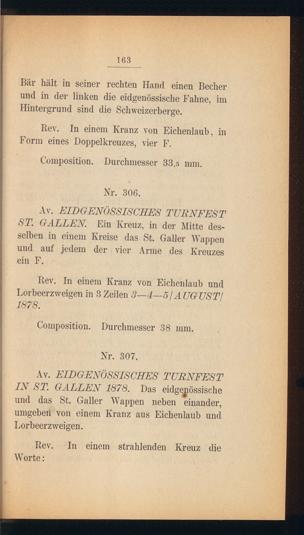 163
Bär hält in seiner rechten Hand einen Becher
und in der linken die eidgenössische Fahne, im
Hintergrund sind die Schweizerberge.
Rev. In einem Kranz von Eichenlaub, in
Form eines Doppelkreuzes, vier F.
Composition. Durchmesser 33,5 mm.
Nr. 306.
Av. EIDGENÖSSISCHES TURNFEST
ST. GALLEN. Ein Kreuz, in der Mitte des-
selben in einem Kreise das St. Galler Wappen
und auf jedem der vier Arme des Kreuzes
ein F.
Rev. In einem Kranz von Eichenlaub und
Lorbeerzweigen in 3 Zeilen 3—4—5/AUGUST/
1878.
Composition. Durchmesser 38 mm.
Nr. 307.
Av. EIDGENÖSSISCHES TURNFEST
IN ST. GALLEN 1878. Das eidgenössische
und das St. Galler Wappen neben einander,
umgeben von einem Kranz aus Eichenlaub und
Lorbeerzweigen.
Rev. In einem strahlenden Kreuz die
Worte: